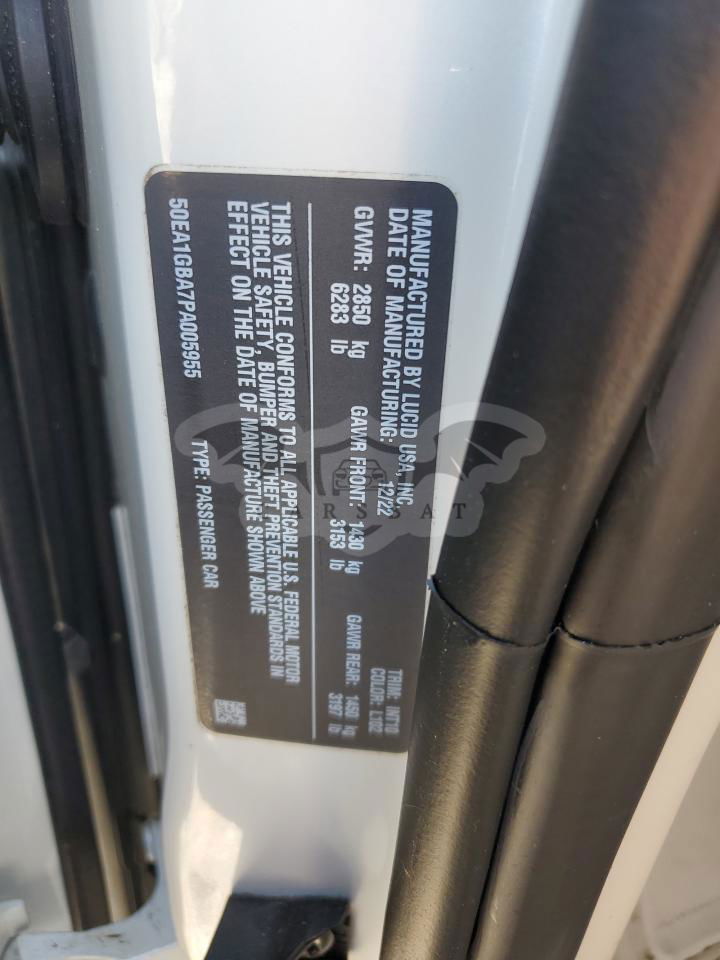 MANUFACTURED BY LUCID USA, INC
DATE OF MANUFACTURING: 12/22
TRIM: INT10
COLOR: L102
GVWR: 2850 kg
6283 lb
GAWR FRONT: 1430 kg
3153 lb
GAWR REAR: 1450 kg
3197 lb
THIS VEHICLE CONFORMS TO ALL APPLICABLE U.S. FEDERAL MOTOR
VEHICLE SAFETY, BUMPER AND THEFT PREVENTION STANDARDS IN
EFFECT ON THE DATE OF MANUFACTURE SHOWN ABOVE
50EA1GBA7PA005955
TYPE: PASSENGER CAR
CARSBAT